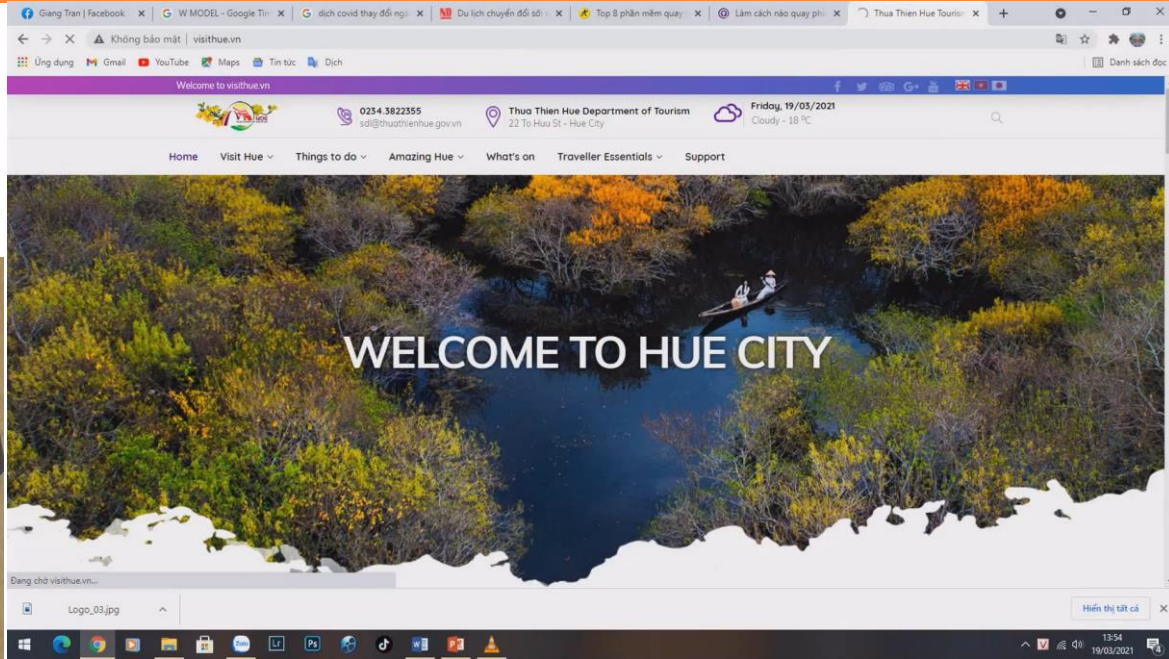 Giang Tran | Facebook
W MODEL - Google Tìm
dịch covid thay đổi ngà
Du lịch chuyển đổi số:
Top 8 phần mềm quay
Làm cách nào quay phi
Thua Thien Hue Tourism
Không bảo mật | visithue.vn
Ứng dụng Gmail YouTube Maps Tin tức Dịch
Danh sách đọc
Welcome to visithue.vn
0234.3822355
sdl@thuathienhue.gov.vn
Thua Thien Hue Department of Tourism
22 To Huu St - Hue City
Friday, 19/03/2021
Cloudy - 18 ºC
Home Visit Hue Things to do Amazing Hue What's on Traveller Essentials Support
WELCOME TO HUE CITY
Đang chờ visithue.vn...
Logo_03.jpg
Hiển thị tất cả
13:54
19/03/2021